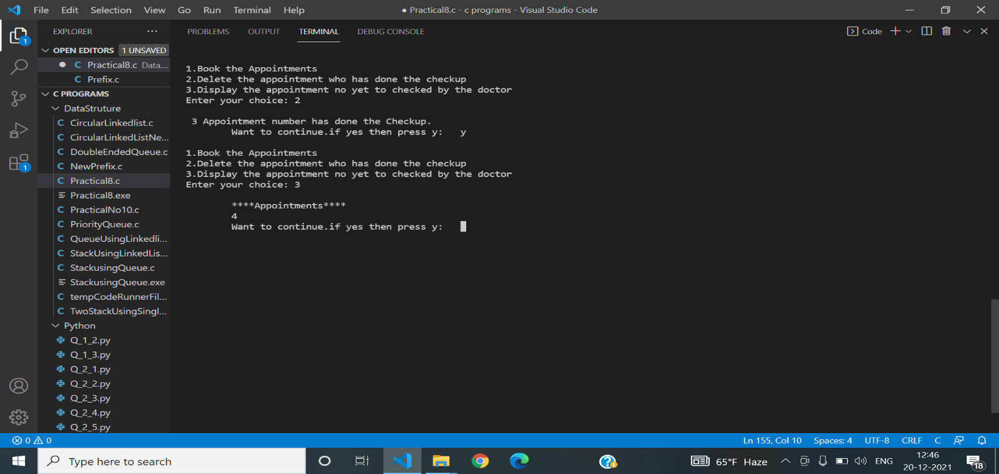 File Edit Selection View Go Run Terminal Help
● Practical8.c - c programs - Visual Studio Code
EXPLORER ...
PROBLEMS OUTPUT TERMINAL DEBUG CONSOLE
Code
OPEN EDITORS 1 UNSAVED
● C Practical8.c Data...
C Prefix.c
C PROGRAMS
DataStruture
C CircularLinkedlist.c
C CircularLinkedListNe...
C DoubleEndedQueue.c
C NewPrefix.c
C Practical8.c
Practical8.exe
C PracticalNo10.c
C PriorityQueue.c
C QueueUsingLinkedli...
C StackUsingLinkedLis...
C StackusingQueue.c
StackusingQueue.exe
C tempCodeRunnerFil...
C TwoStackUsingSingl...
Python
Q_1_2.py
Q_1_3.py
Q_2_1.py
Q_2_2.py
Q_2_3.py
Q_2_4.py
Q_2_5.py
1
1
1.Book the Appointments
2.Delete the appointment who has done the checkup
3.Display the appointment no yet to checked by the doctor
Enter your choice: 2
3 Appointment number has done the Checkup.
Want to continue.if yes then press y: y
1.Book the Appointments
2.Delete the appointment who has done the checkup
3.Display the appointment no yet to checked by the doctor
Enter your choice: 3
****Appointments****
4
Want to continue.if yes then press y:
0 0
Ln 155, Col 10 Spaces: 4 UTF-8 CRLF C
Type here to search
65°F Haze
ENG
12:46
20-12-2021
18